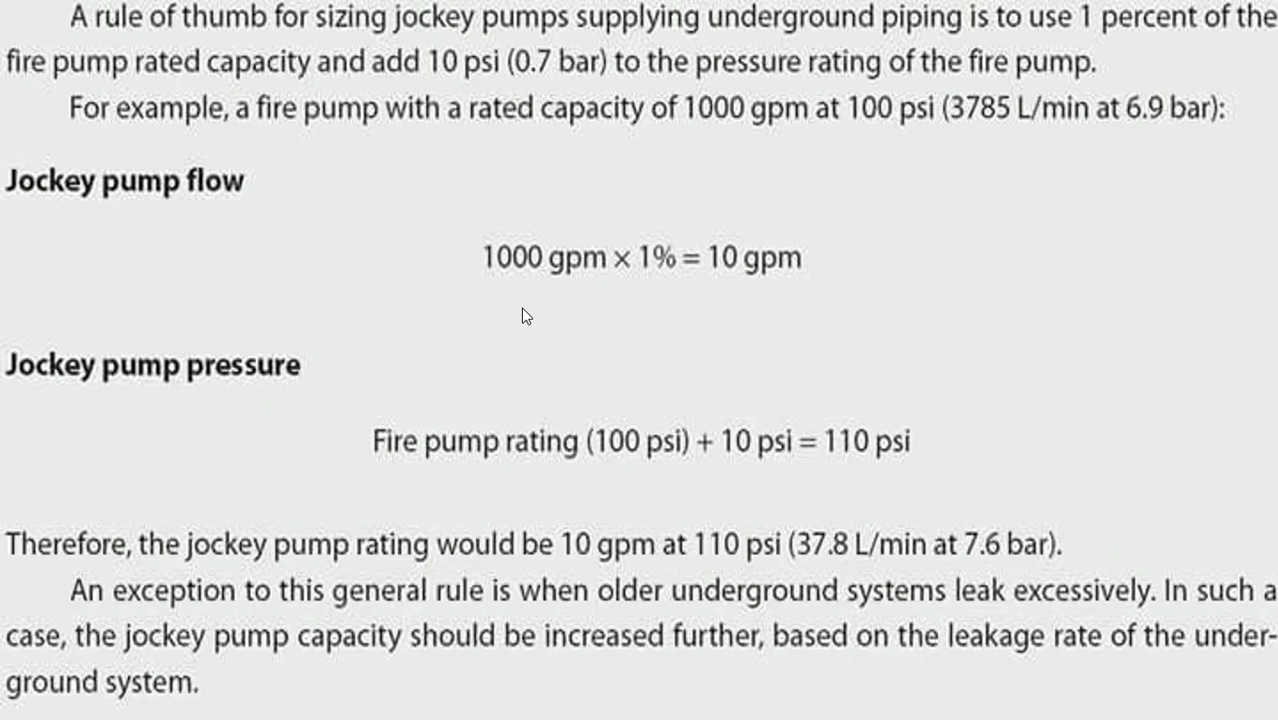 A rule of thumb for sizing jockey pumps supplying underground piping is to use 1 percent of the
fire pump rated capacity and add 10 psi (0.7 bar) to the pressure rating of the fire pump.
For example, a fire pump with a rated capacity of 1000 gpm at 100 psi (3785 L/min at 6.9 bar):
Jockey pump flow
1000 gpm × 1% = 10 gpm
Jockey pump pressure
Fire pump rating (100 psi) + 10 psi = 110 psi
Therefore, the jockey pump rating would be 10 gpm at 110 psi (37.8 L/min at 7.6 bar).
An exception to this general rule is when older underground systems leak excessively. In such a
case, the jockey pump capacity should be increased further, based on the leakage rate of the under-
ground system.